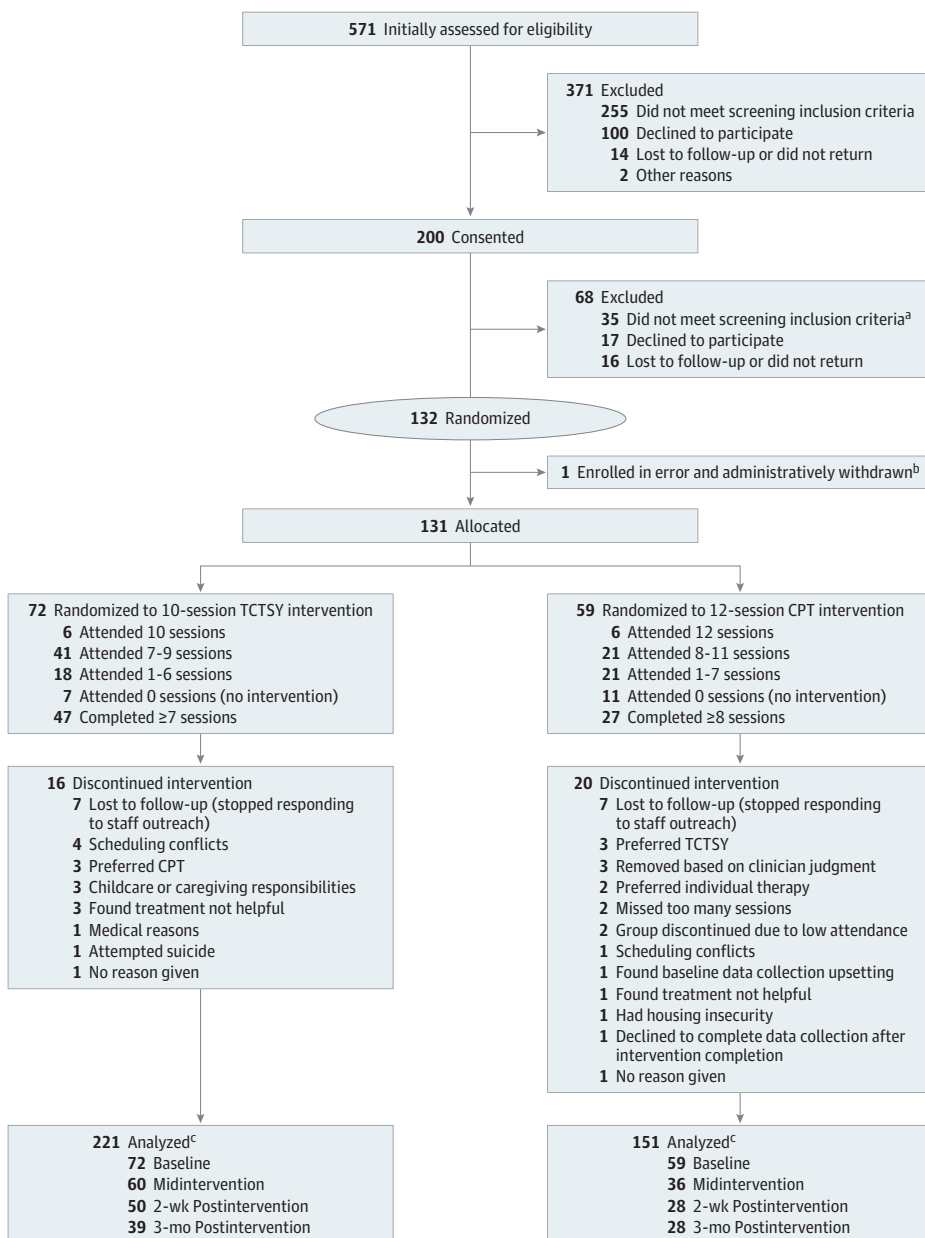 571 Initially assessed for eligibility
371 Excluded
255 Did not meet screening inclusion criteria
100 Declined to participate
14 Lost to follow-up or did not return
2 Other reasons
200 Consented
68 Excluded
35 Did not meet screening inclusion criteriaᵃ
17 Declined to participate
16 Lost to follow-up or did not return
132 Randomized
1 Enrolled in error and administratively withdrawnᵇ
131 Allocated
72 Randomized to 10-session TCTSY intervention
6 Attended 10 sessions
41 Attended 7-9 sessions
18 Attended 1-6 sessions
7 Attended 0 sessions (no intervention)
47 Completed ≥7 sessions
59 Randomized to 12-session CPT intervention
6 Attended 12 sessions
21 Attended 8-11 sessions
21 Attended 1-7 sessions
11 Attended 0 sessions (no intervention)
27 Completed ≥8 sessions
16 Discontinued intervention
7 Lost to follow-up (stopped responding
to staff outreach)
4 Scheduling conflicts
3 Preferred CPT
3 Childcare or caregiving responsibilities
3 Found treatment not helpful
1 Medical reasons
1 Attempted suicide
1 No reason given
20 Discontinued intervention
7 Lost to follow-up (stopped responding
to staff outreach)
3 Preferred TCTSY
3 Removed based on clinician judgment
2 Preferred individual therapy
2 Missed too many sessions
2 Group discontinued due to low attendance
1 Scheduling conflicts
1 Found baseline data collection upsetting
1 Found treatment not helpful
1 Had housing insecurity
1 Declined to complete data collection after
intervention completion
1 No reason given
221 Analyzedᶜ
72 Baseline
60 Midintervention
50 2-wk Postintervention
39 3-mo Postintervention
151 Analyzedᶜ
59 Baseline
36 Midintervention
28 2-wk Postintervention
28 3-mo Postintervention